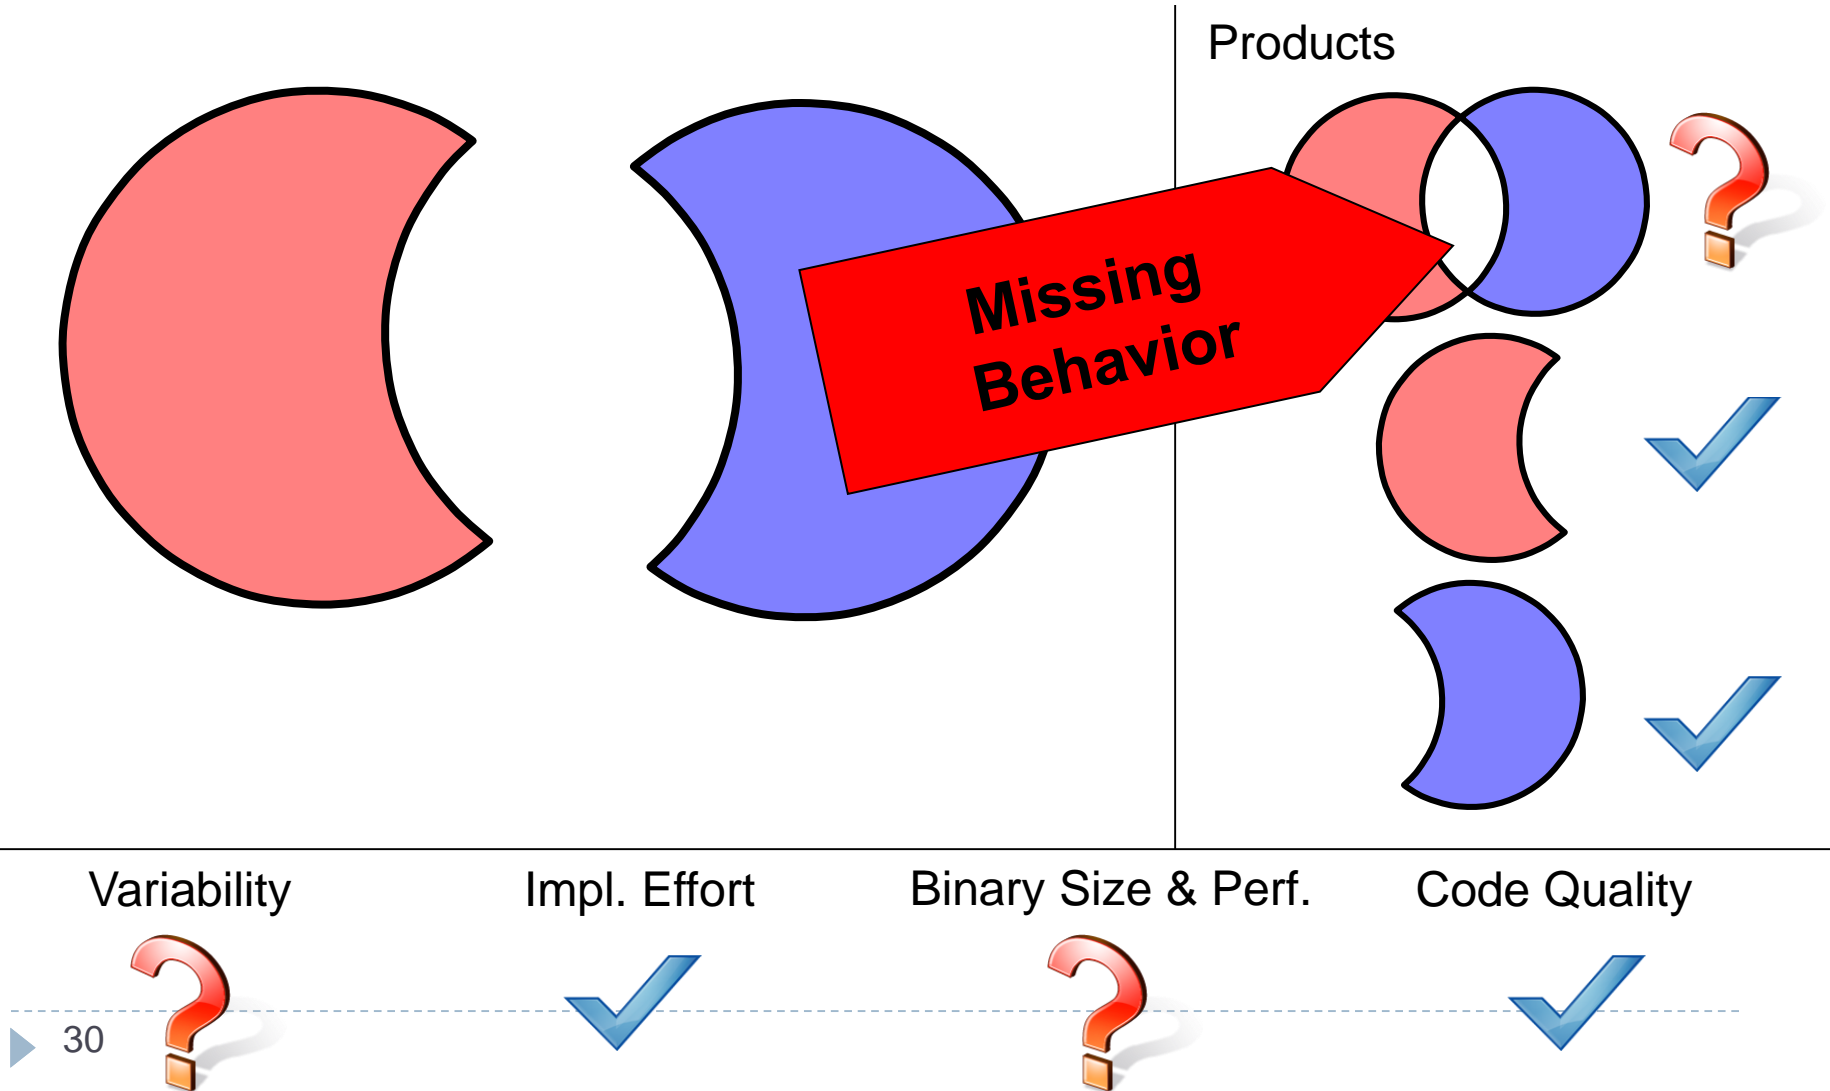 Products
Missing
Behavior
Variability
Impl. Effort
Binary Size & Perf.
Code Quality
30